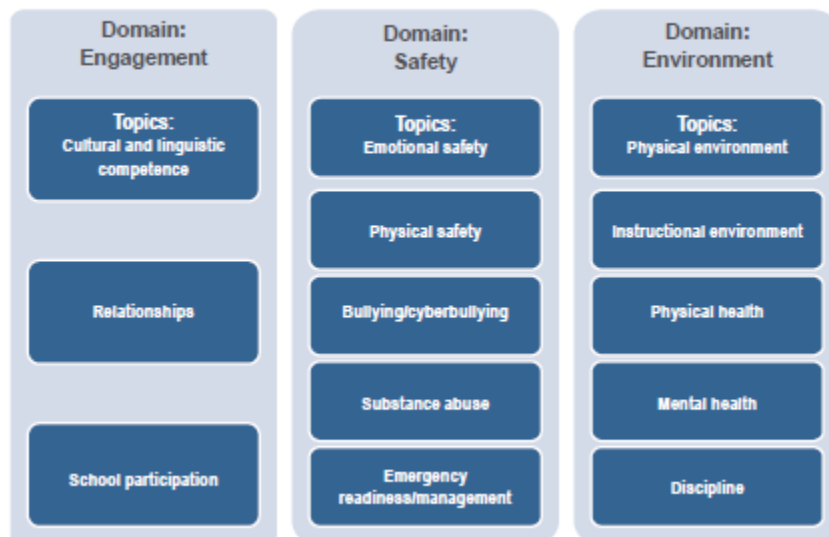 Domain:
Engagement
Topics:
Cultural and linguistic
competence
Relationships
School participation
Domain:
Safety
Topics:
Emotional safety
Physical safety
Bullying/cyberbullying
Substance abuse
Emergency
readiness/management
Domain:
Environment
Topics:
Physical environment
Instructional environment
Physical health
Mental health
Discipline